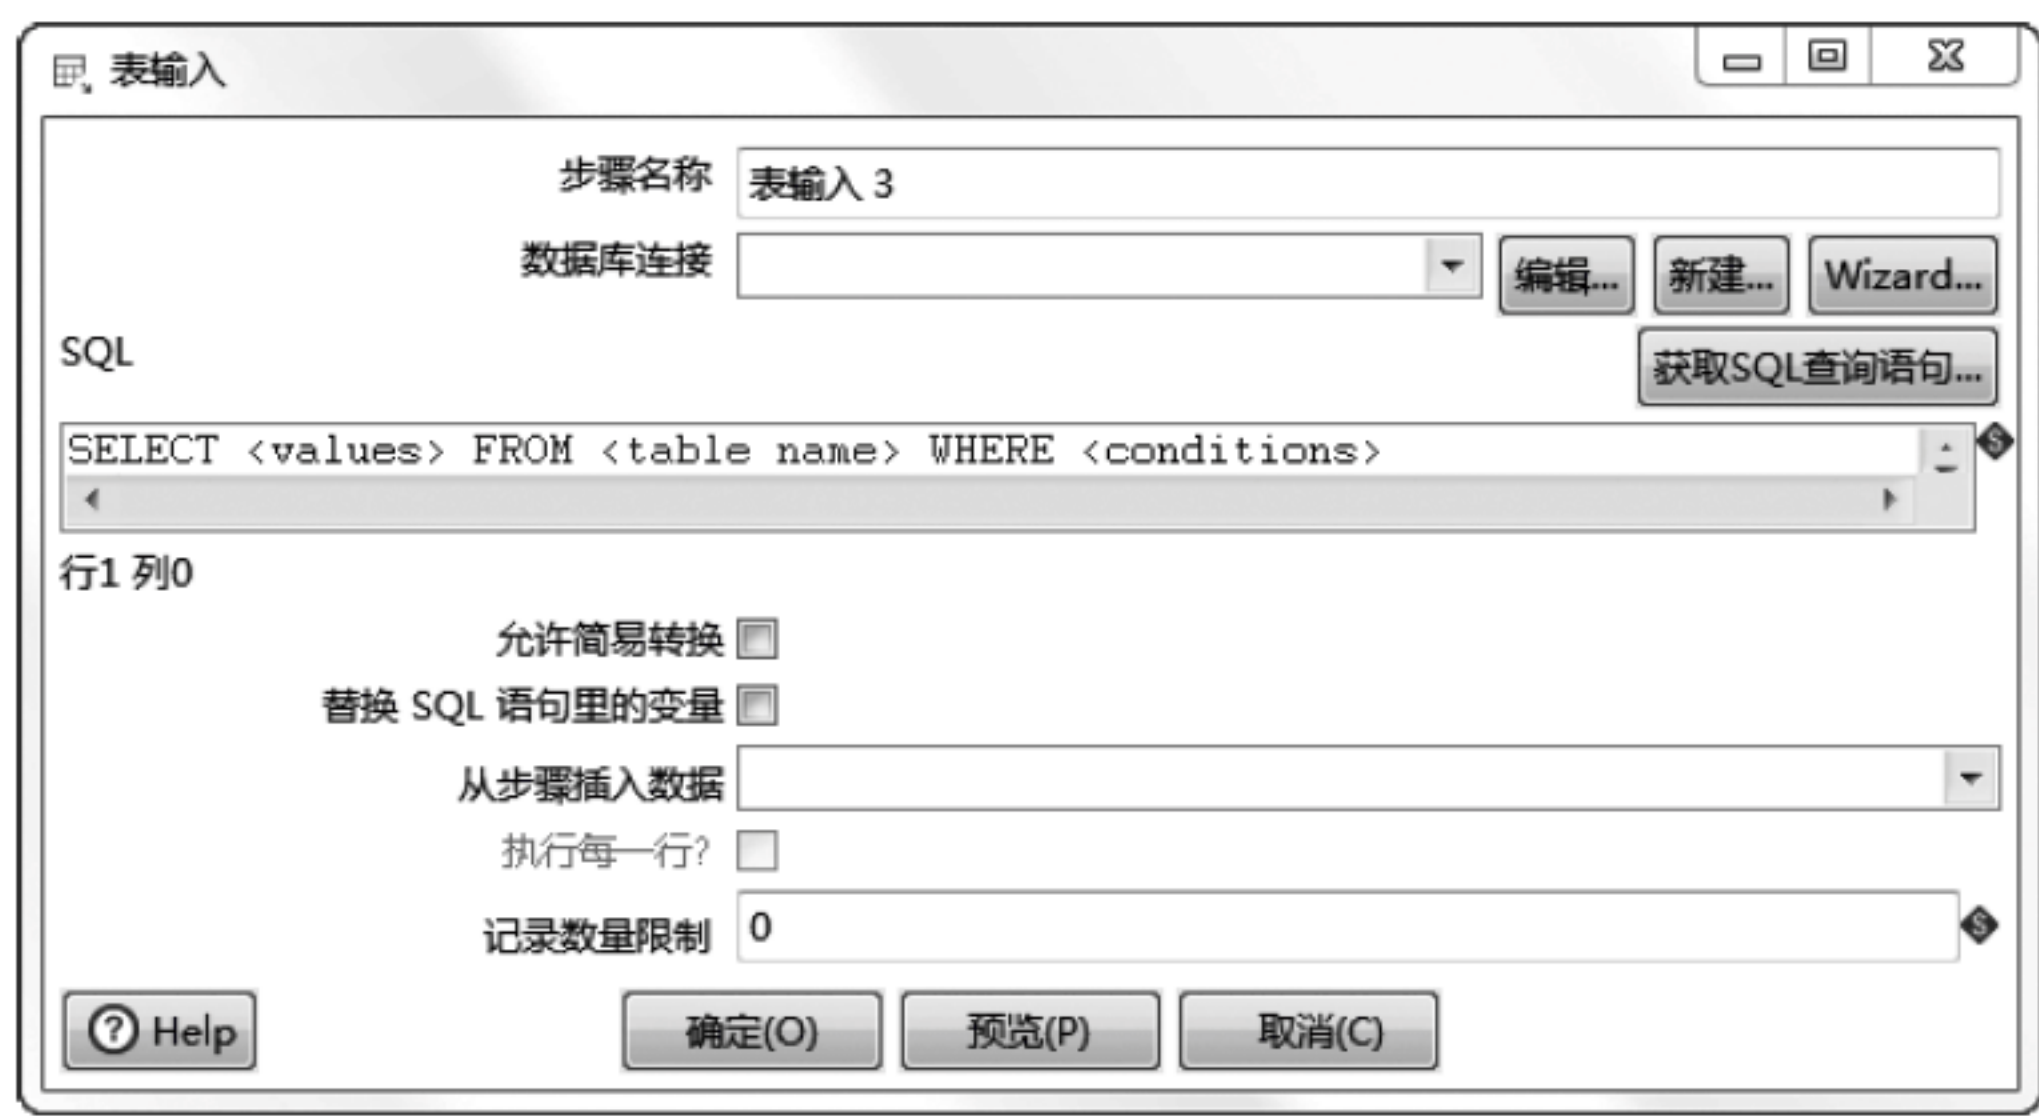 表输入
步骤名称 表输入 3
数据库连接 编辑... 新建... Wizard...
SQL 获取SQL查询语句...
SELECT <values> FROM <table name> WHERE <conditions>
行1 列0
允许简易转换
替换 SQL 语句里的变量
从步骤插入数据
执行每一行?
记录数量限制 0
Help 确定(O) 预览(P) 取消(C)